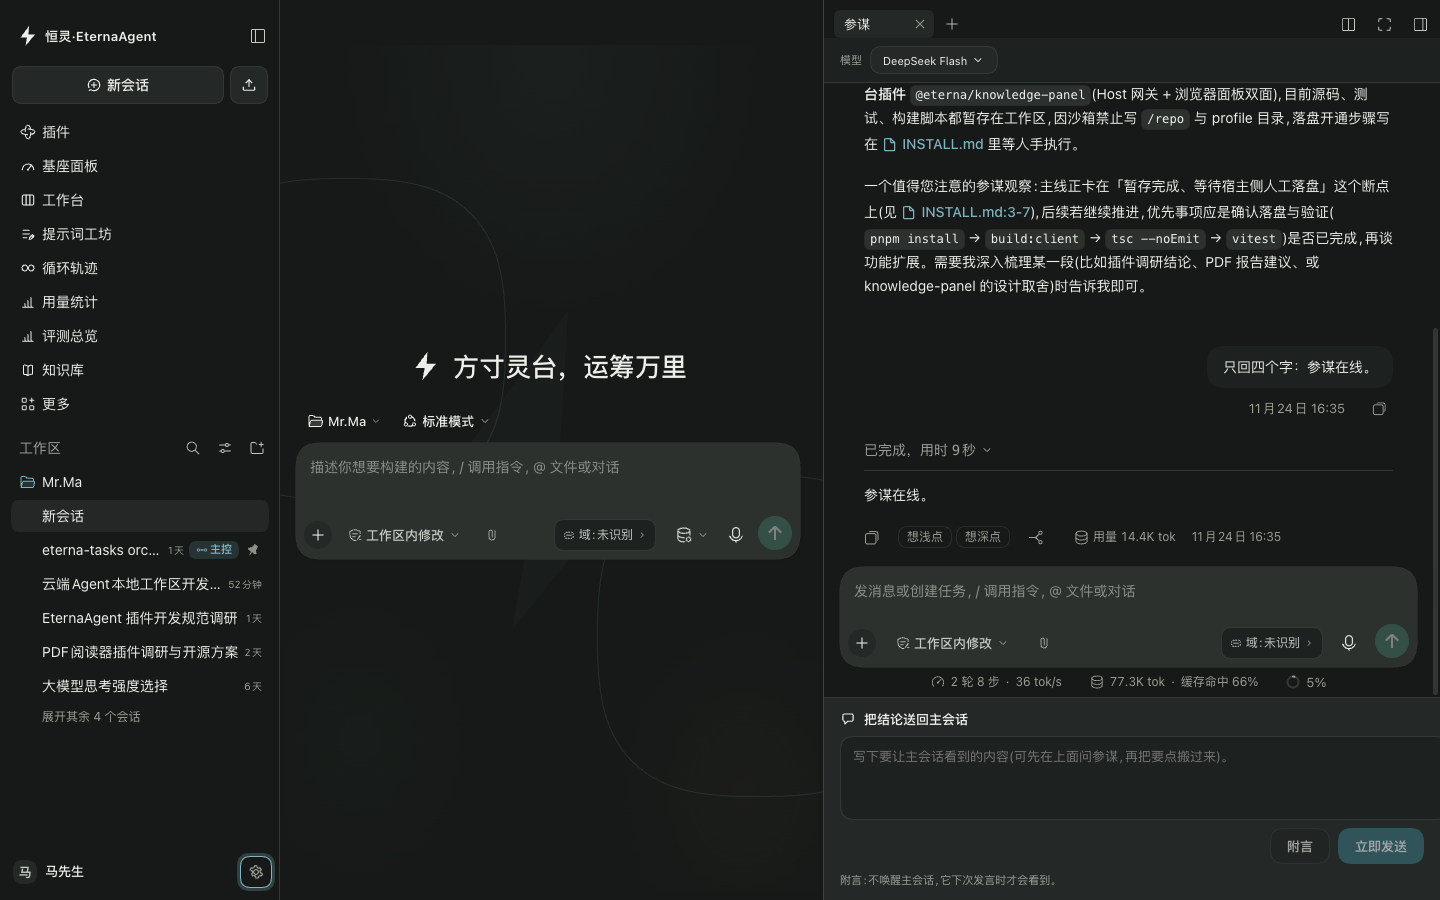 恒灵·EternaAgent
新会话
插件
基座面板
工作台
提示词工坊
循环轨迹
用量统计
评测总览
知识库
更多
工作区
Mr.Ma
新会话
eterna-tasks orc... 1天 主控
云端Agent本地工作区开发... 52分钟
EternaAgent 插件开发规范调研 1天
PDF阅读器插件调研与开源方案 2天
大模型思考强度选择 6天
展开其余 4 个会话
马 马先生
方寸灵台，运筹万里
Mr.Ma 标准模式
描述你想要构建的内容, / 调用指令, @ 文件或对话
工作区内修改 域:未识别 ›
参谋
模型 DeepSeek Flash
台插件 @eterna/knowledge-panel (Host 网关 + 浏览器面板双面),目前源码、测
试、构建脚本都暂存在工作区,因沙箱禁止写 /repo 与 profile 目录,落盘开通步骤写
在 INSTALL.md 里等人手执行。
一个值得您注意的参谋观察:主线正卡在「暂存完成、等待宿主侧人工落盘」这个断点
上(见 INSTALL.md:3-7),后续若继续推进,优先事项应是确认落盘与验证(
pnpm install → build:client → tsc --noEmit → vitest )是否已完成,再谈
功能扩展。需要我深入梳理某一段(比如插件调研结论、PDF 报告建议、或
knowledge-panel 的设计取舍)时告诉我即可。
只回四个字：参谋在线。
11月24日 16:35
已完成，用时 9秒
参谋在线。
想浅点 想深点 用量 14.4K tok 11月24日 16:35
发消息或创建任务, / 调用指令, @ 文件或对话
工作区内修改 域:未识别 ›
2 轮 8 步 · 36 tok/s 77.3K tok · 缓存命中 66% 5%
把结论送回主会话
写下要让主会话看到的内容(可先在上面问参谋,再把要点搬过来)。
附言 立即发送
附言:不唤醒主会话,它下次发言时才会看到。